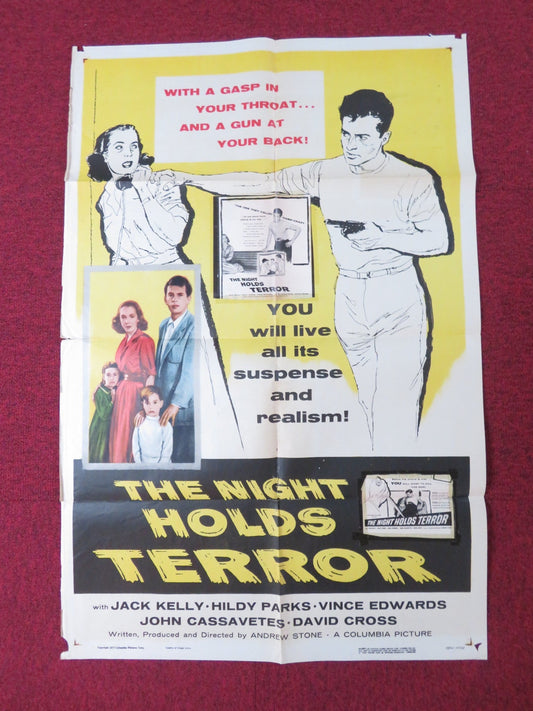 WITH A GASP IN
YOUR THROAT...
AND A GUN AT
YOUR BACK!
THE NIGHT
HOLDS
TERROR
YOU
will live
all its
suspense
and
realism!
THE NIGHT
HOLDS
TERROR
YOU
THE NIGHT HOLDS TERROR
with JACK KELLY · HILDY PARKS · VINCE EDWARDS
JOHN CASSAVETES · DAVID CROSS
Written, Produced and Directed by ANDREW STONE · A COLUMBIA PICTURE